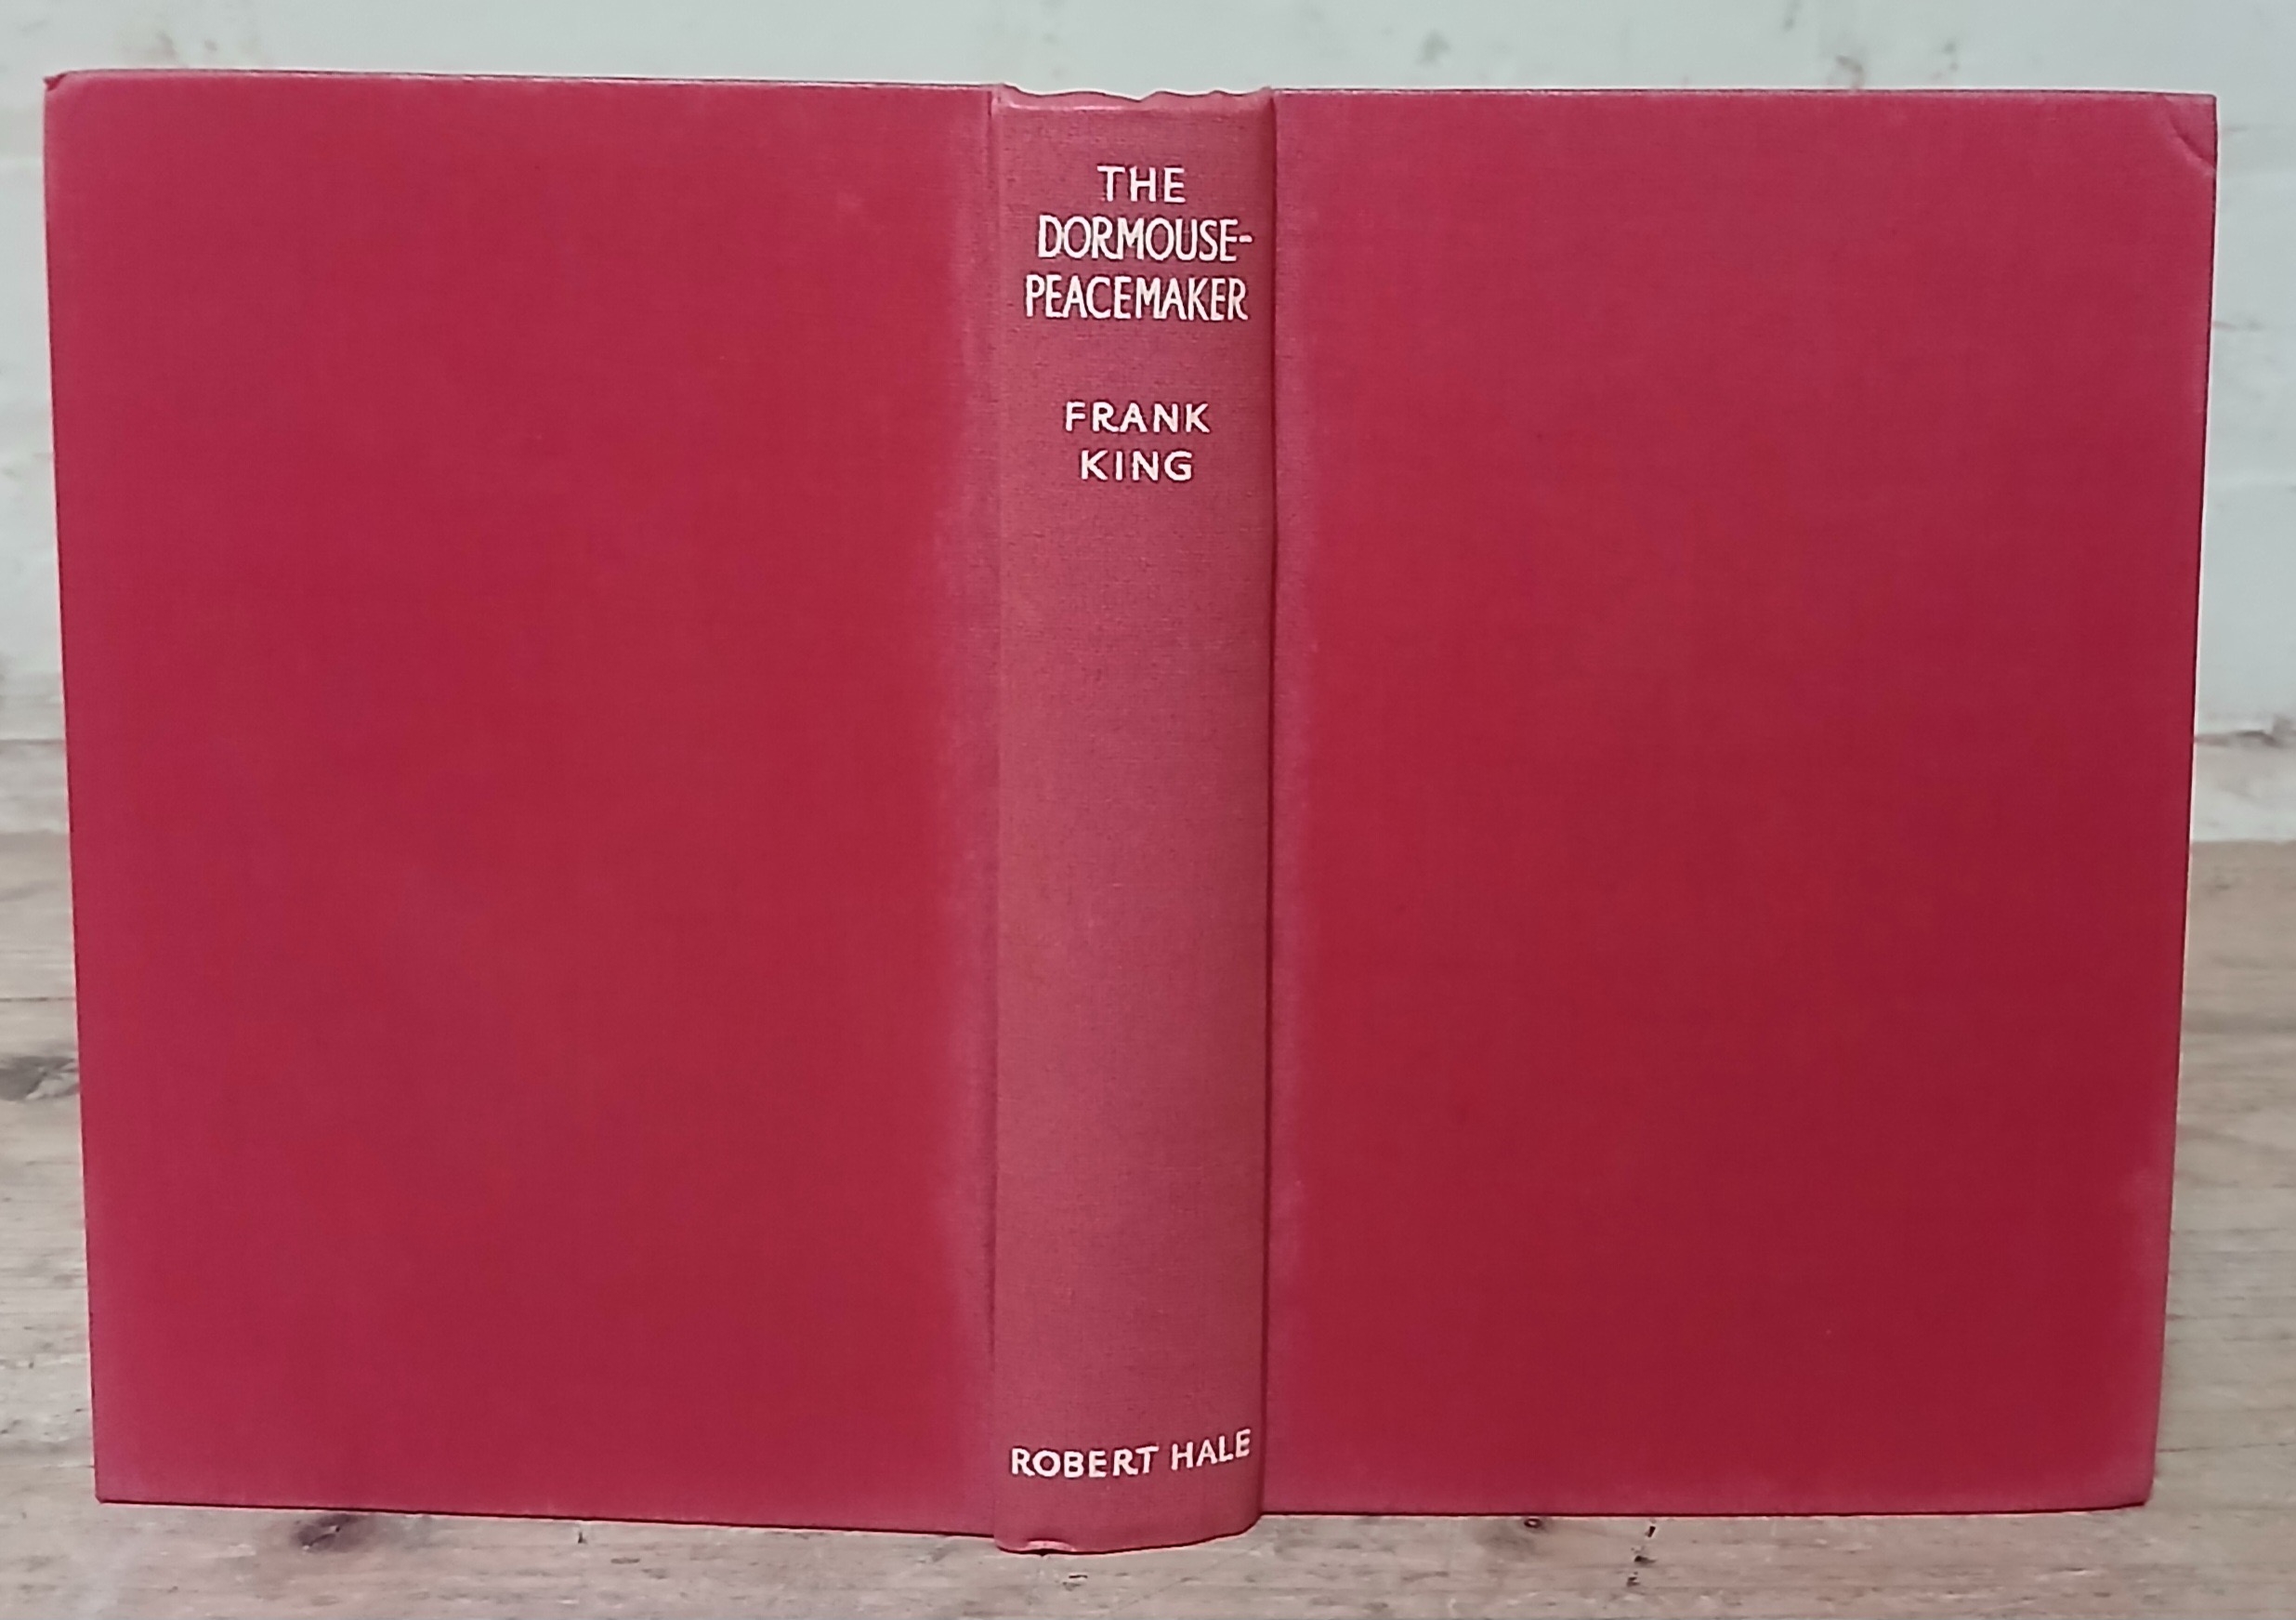 THE
DORMOUSE-
PEACEMAKER
FRANK
KING
ROBERT HALE